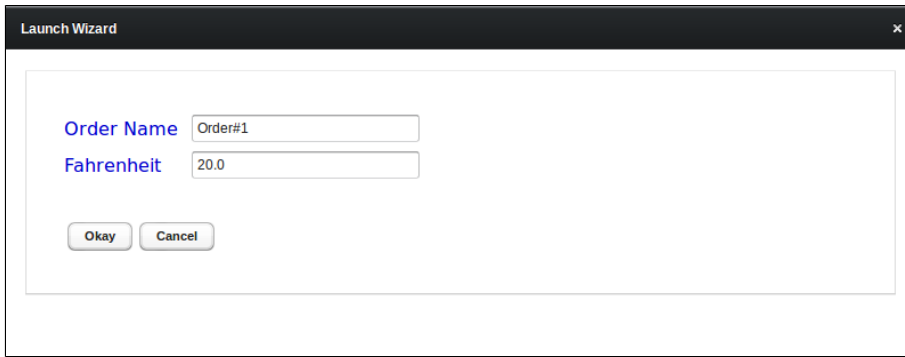 Launch Wizard ×
Order Name Order#1
Fahrenheit 20.0
Okay Cancel